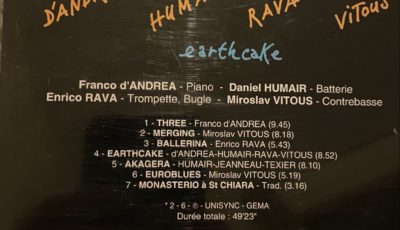 D'ANDREA HUMAIR RAVA VITOUS
earthcake
Franco d'ANDREA - Piano - Daniel HUMAIR - Batterie
Enrico RAVA - Trompette, Bugle - Miroslav VITOUS - Contrebasse
1 - THREE - Franco d'ANDREA (9.45)
2 - MERGING - Miroslav VITOUS (8.18)
3 - BALLERINA - Enrico RAVA (5.43)
4 - EARTHCAKE - d'ANDREA-HUMAIR-RAVA-VITOUS (8.52)
5 - AKAGERA - HUMAIR-JEANNEAU-TEXIER (8.10)
6 - EUROBLUES - Miroslav VITOUS (5.19)
7 - MONASTERIO à St CHIARA - Trad. (3.16)
* 2 - 6 - ℗ - UNISYNC - GEMA
Durée totale : 49'23"